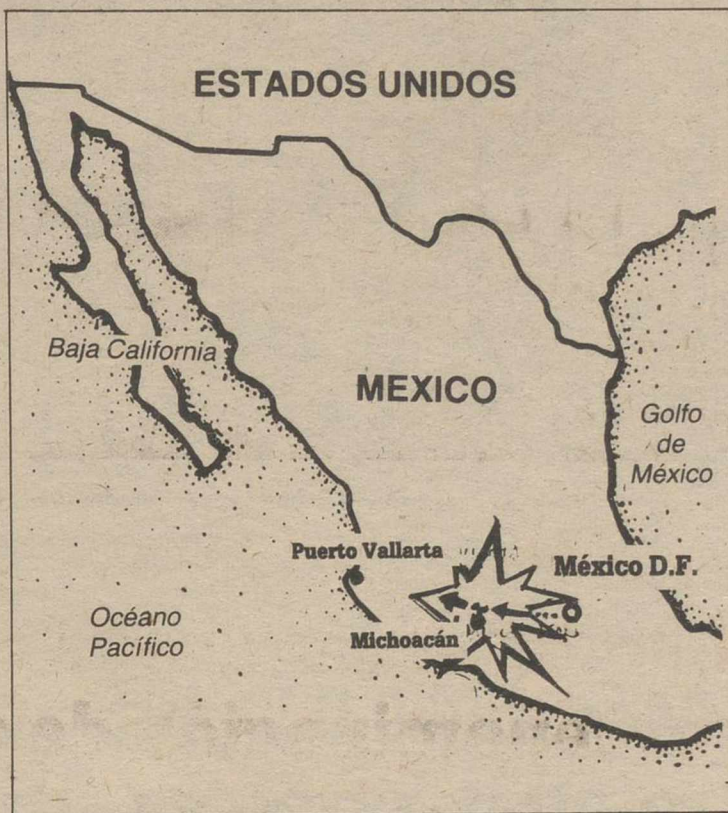 ESTADOS UNIDOS
Baja California
MEXICO
Golfo
de
México
Puerto Vallarta
México D.F.
Michoacán
Océano
Pacífico